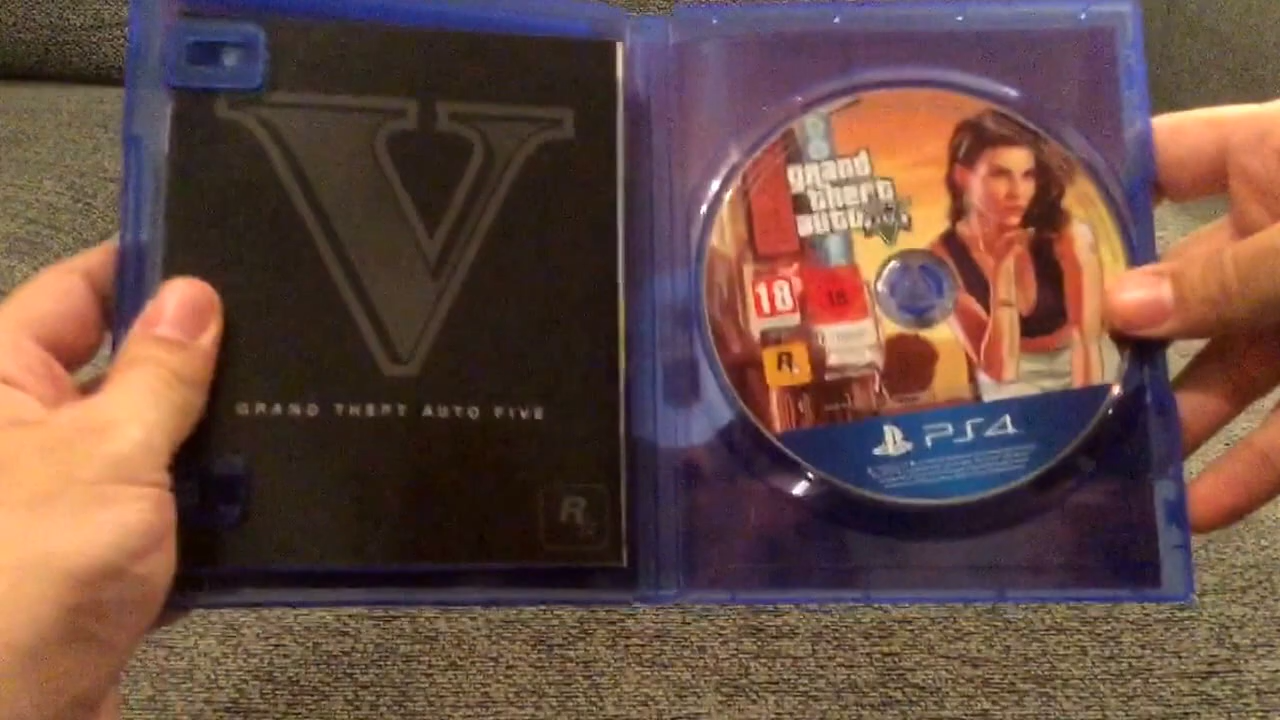 V
GRAND THEFT AUTO FIVE
R
grand
theft
auto
V
18
18
R
PS4